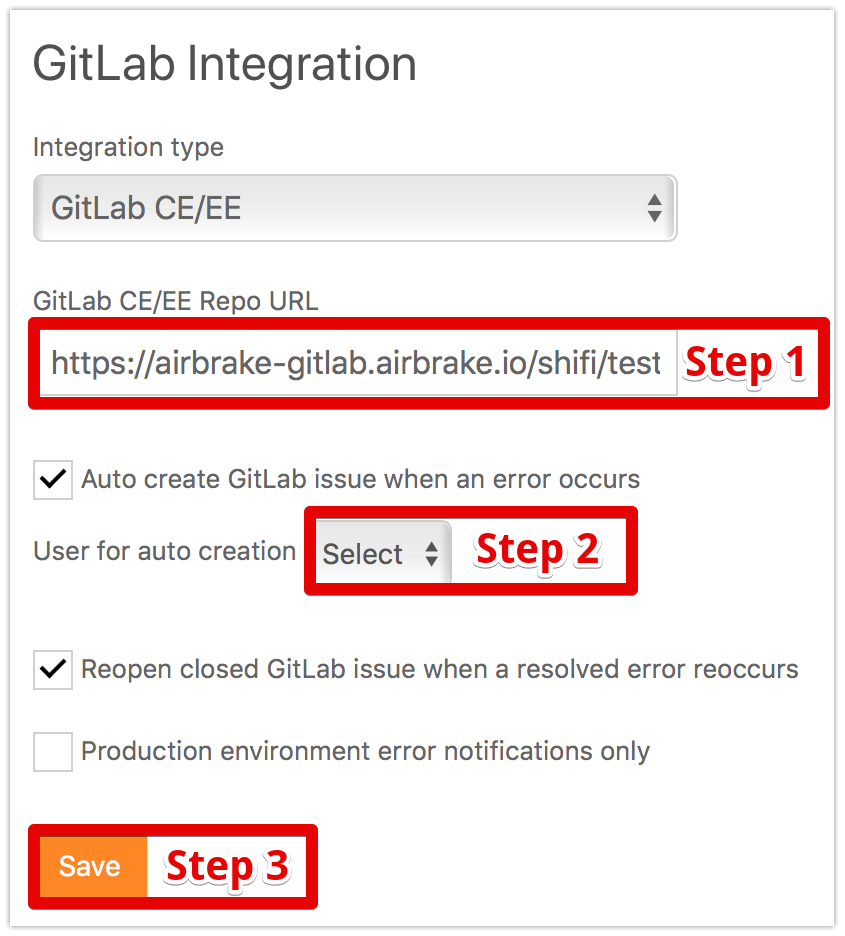 GitLab Integration
Integration type
GitLab CE/EE
GitLab CE/EE Repo URL
https://airbrake-gitlab.airbrake.io/shifi/test Step 1
Auto create GitLab issue when an error occurs
User for auto creation Select Step 2
Reopen closed GitLab issue when a resolved error reoccurs
Production environment error notifications only
Save Step 3